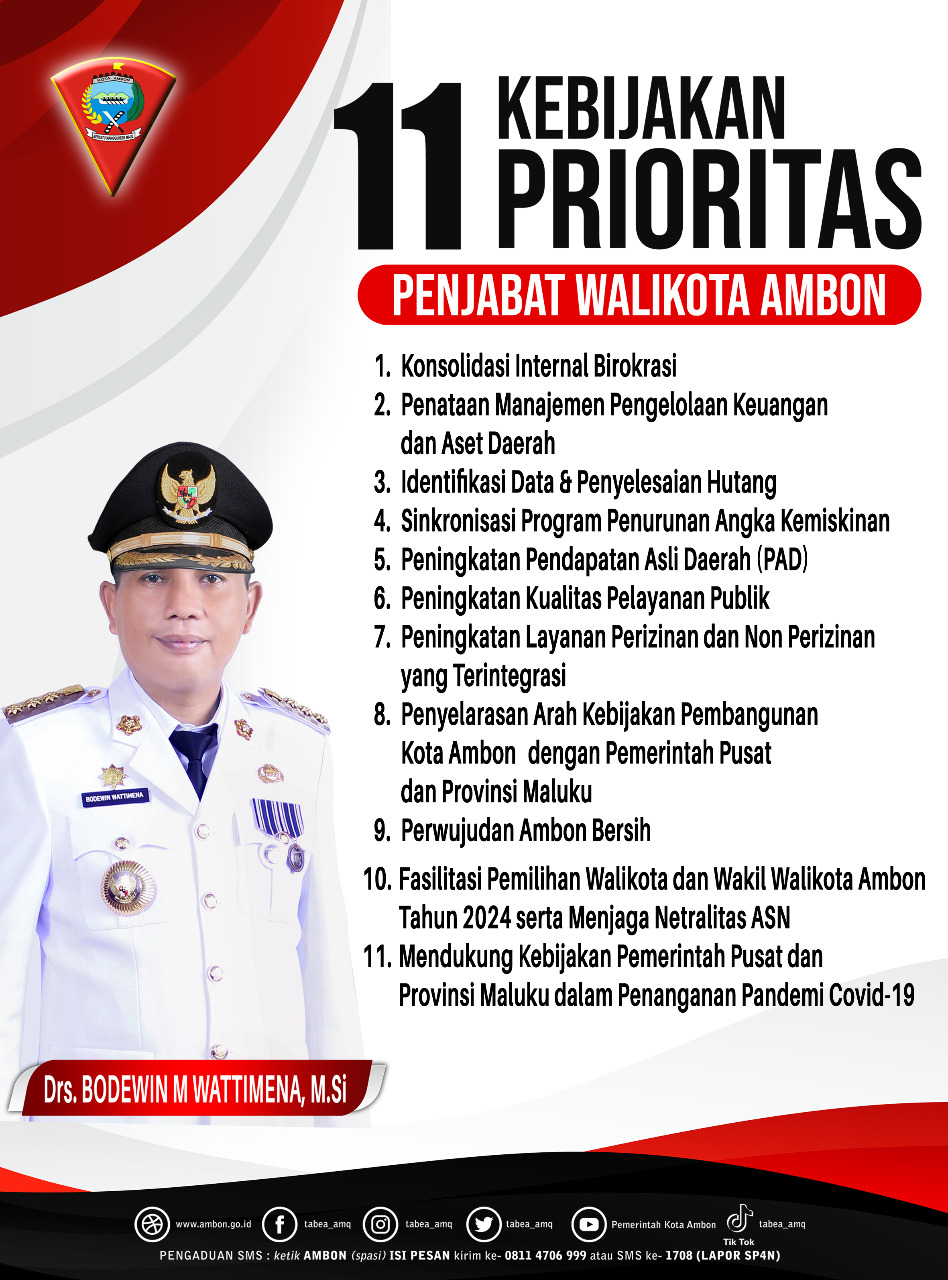 KOTA AMBON
11 KEBIJAKAN
PRIORITAS
PENJABAT WALIKOTA AMBON
1. Konsolidasi Internal Birokrasi
2. Penataan Manajemen Pengelolaan Keuangan
dan Aset Daerah
3. Identifikasi Data & Penyelesaian Hutang
4. Sinkronisasi Program Penurunan Angka Kemiskinan
5. Peningkatan Pendapatan Asli Daerah (PAD)
6. Peningkatan Kualitas Pelayanan Publik
7. Peningkatan Layanan Perizinan dan Non Perizinan
yang Terintegrasi
8. Penyelarasan Arah Kebijakan Pembangunan
Kota Ambon dengan Pemerintah Pusat
dan Provinsi Maluku
9. Perwujudan Ambon Bersih
10. Fasilitasi Pemilihan Walikota dan Wakil Walikota Ambon
Tahun 2024 serta Menjaga Netralitas ASN
11. Mendukung Kebijakan Pemerintah Pusat dan
Provinsi Maluku dalam Penanganan Pandemi Covid-19
BODEWIN WATTIMENA
Drs. BODEWIN M WATTIMENA, M.Si
www.ambon.go.id tabea_amq tabea_amq tabea_amq Pemerintah Kota Ambon tabea_amq
Tik Tok
PENGADUAN SMS : ketik AMBON (spasi) ISI PESAN kirim ke- 0811 4706 999 atau SMS ke- 1708 (LAPOR SP4N)